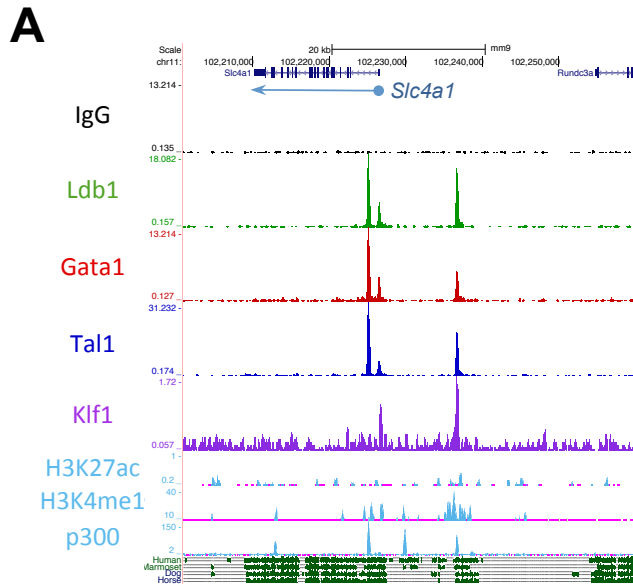 A
Scale 20 kb mm9
chr11: 102,210,000 102,220,000 102,230,000 102,240,000 102,250,000
Slc4a1 Rundc3a
13.214 -
Slc4a1
IgG
0.135 _
18.082 _
Ldb1
0.157 _
13.214 -
Gata1
0.127 _
31.232 -
Tal1
0.174 _
1.72 -
Klf1
0.057 _
1 -
H3K27ac
0.2 _
40 -
H3K4me1
10 _
150 -
p300
2 _
Human
Marmoset
Dog
Horse